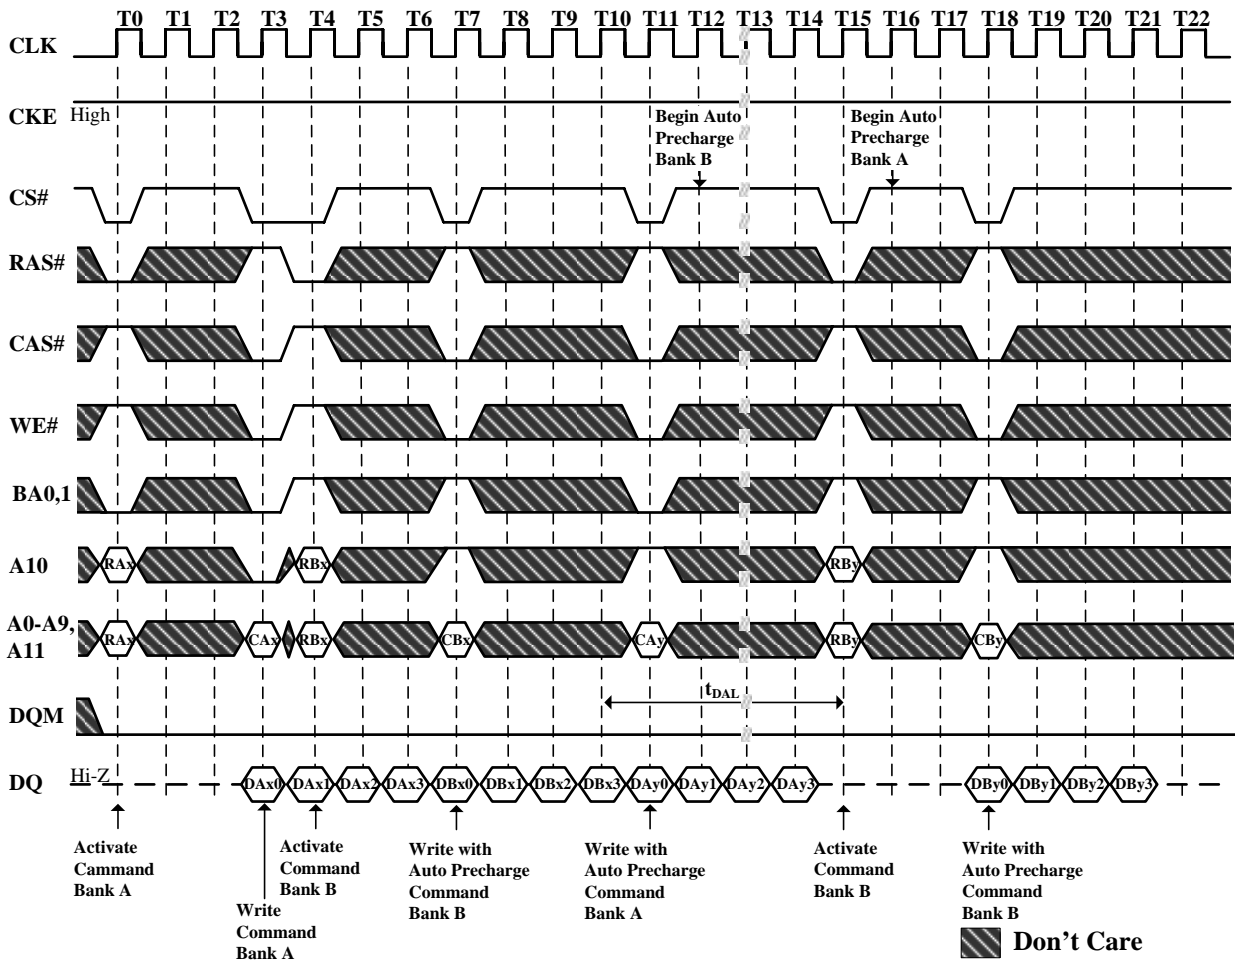 T0 T1 T2 T3 T4 T5 T6 T7 T8 T9 T10 T11 T12 T13 T14 T15 T16 T17 T18 T19 T20 T21 T22
CLK
CKE High
Begin Auto
Precharge
Bank B
Begin Auto
Precharge
Bank A
CS#
RAS#
CAS#
WE#
BA0,1
A10 RAx RBx RBy
A0-A9,
A11
RAx CAx RBx CBx CAy RBy CBy
tDAL
DQM
DQ Hi-Z DAx0 DAx1 DAx2 DAx3 DBx0 DBx1 DBx2 DBx3 DAy0 DAy1 DAy2 DAy3 DBy0 DBy1 DBy2 DBy3
Activate
Cammand
Bank A
Write
Command
Bank A
Activate
Command
Bank B
Write with
Auto Precharge
Command
Bank B
Write with
Auto Precharge
Command
Bank A
Activate
Command
Bank B
Write with
Auto Precharge
Command
Bank B
Don't Care